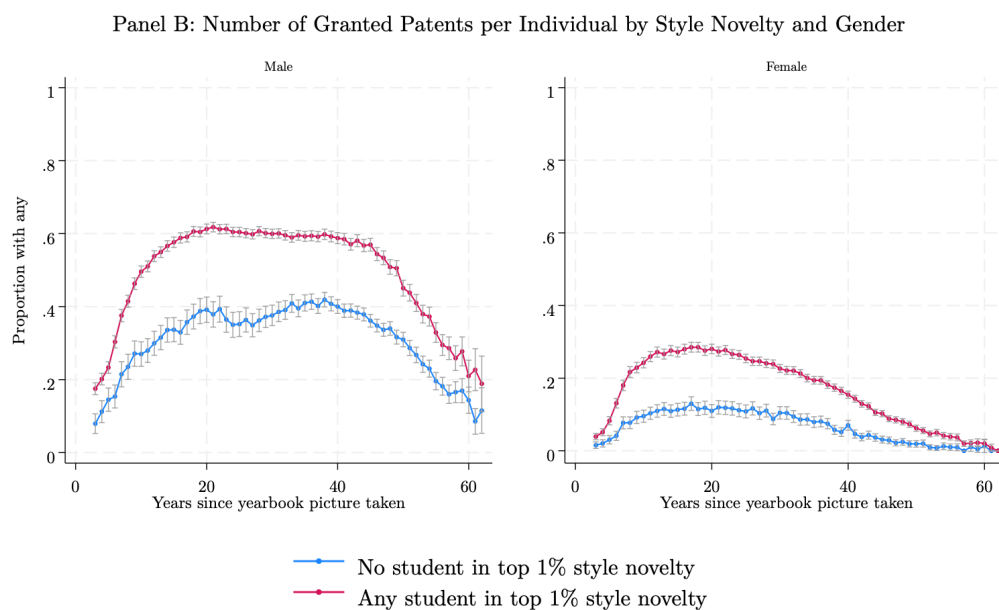 Panel B: Number of Granted Patents per Individual by Style Novelty and Gender
Male
Female
Proportion with any
1
.8
.6
.4
.2
0
0
20
40
60
Years since yearbook picture taken
1
.8
.6
.4
.2
0
0
20
40
60
Years since yearbook picture taken
No student in top 1% style novelty
Any student in top 1% style novelty